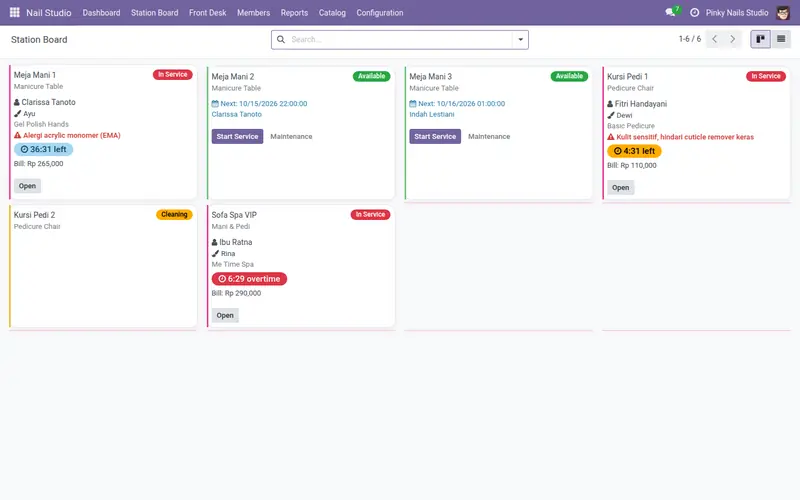 Nail Studio Dashboard Station Board Front Desk Members Reports Catalog Configuration 7 Pinky Nails Studio
Station Board Search... 1-6 / 6
Meja Mani 1 In Service
Manicure Table
Clarissa Tanoto
Ayu
Gel Polish Hands
Alergi acrylic monomer (EMA)
36:31 left
Bill: Rp 265,000
Open
Meja Mani 2 Available
Manicure Table
Next: 10/15/2026 22:00:00
Clarissa Tanoto
Start Service Maintenance
Meja Mani 3 Available
Manicure Table
Next: 10/16/2026 01:00:00
Indah Lestiani
Start Service Maintenance
Kursi Pedi 1 In Service
Pedicure Chair
Fitri Handayani
Dewi
Basic Pedicure
Kulit sensitif, hindari cuticle remover keras
4:31 left
Bill: Rp 110,000
Open
Kursi Pedi 2 Cleaning
Pedicure Chair
Sofa Spa VIP In Service
Mani & Pedi
Ibu Ratna
Rina
Me Time Spa
6:29 overtime
Bill: Rp 290,000
Open